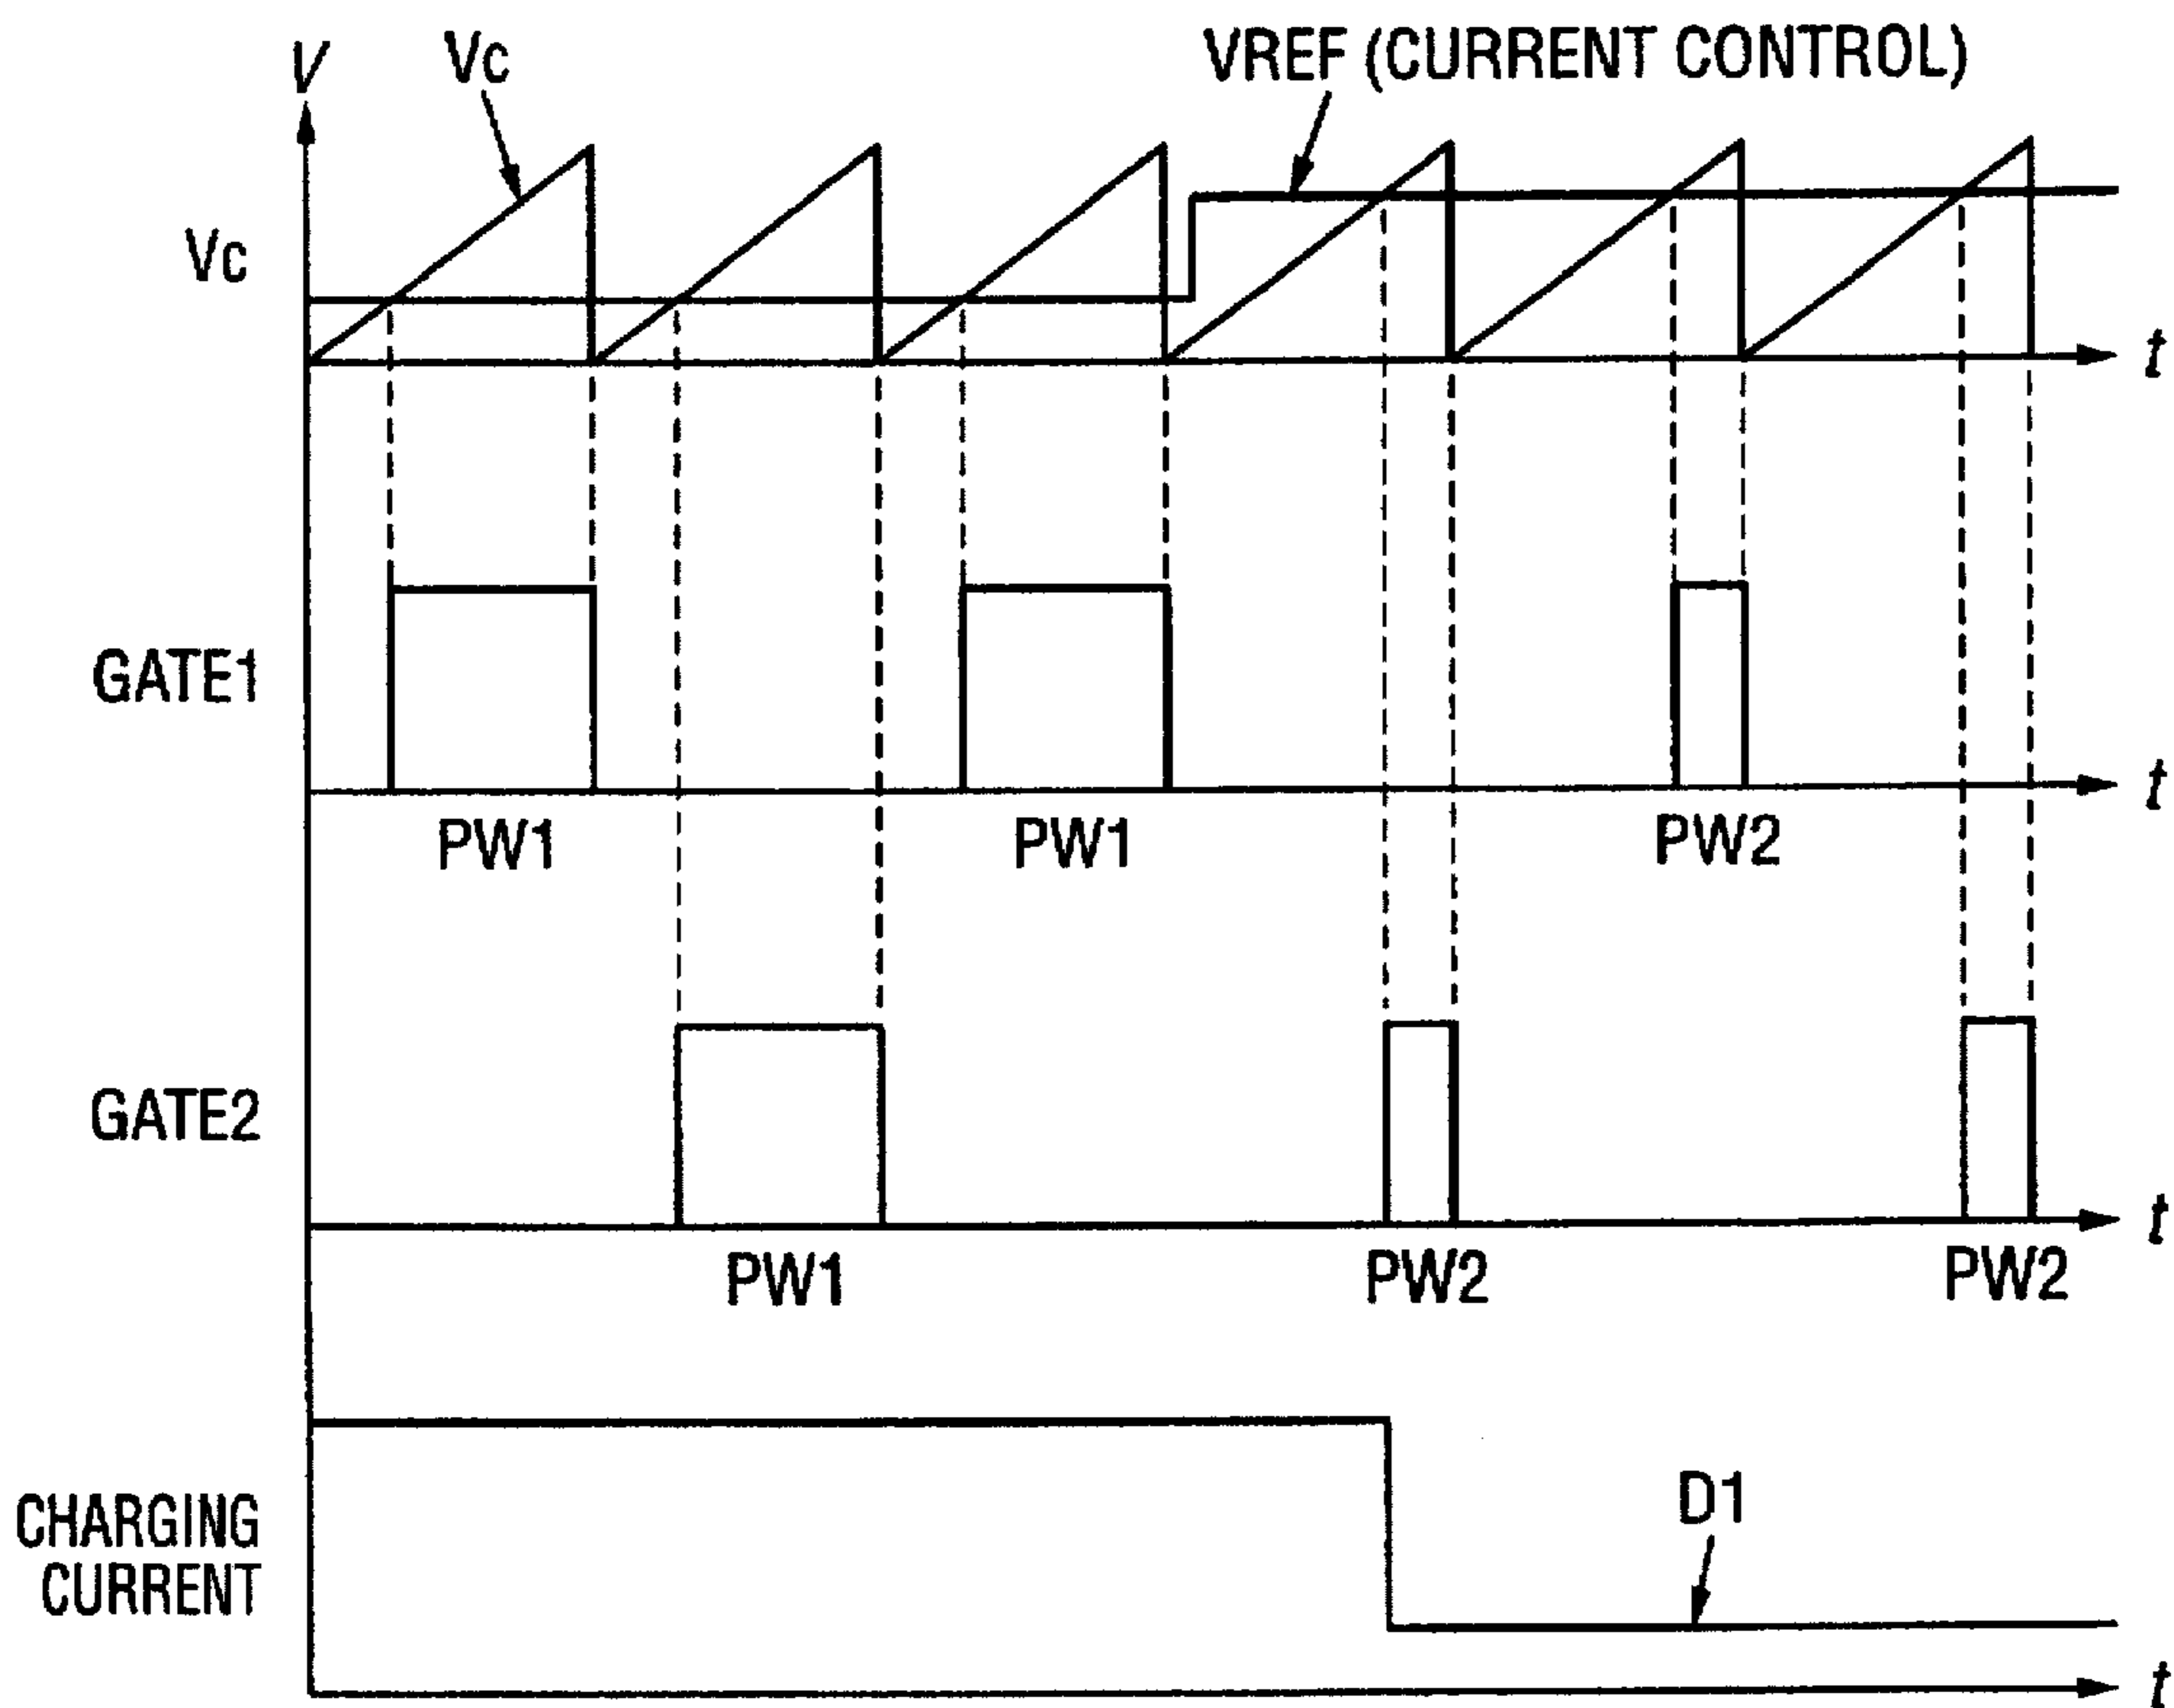 V
Vc
VREF (CURRENT CONTROL)
Vc
t
GATE1
t
PW1
PW1
PW2
GATE2
t
PW1
PW2
PW2
CHARGING
CURRENT
D1
t